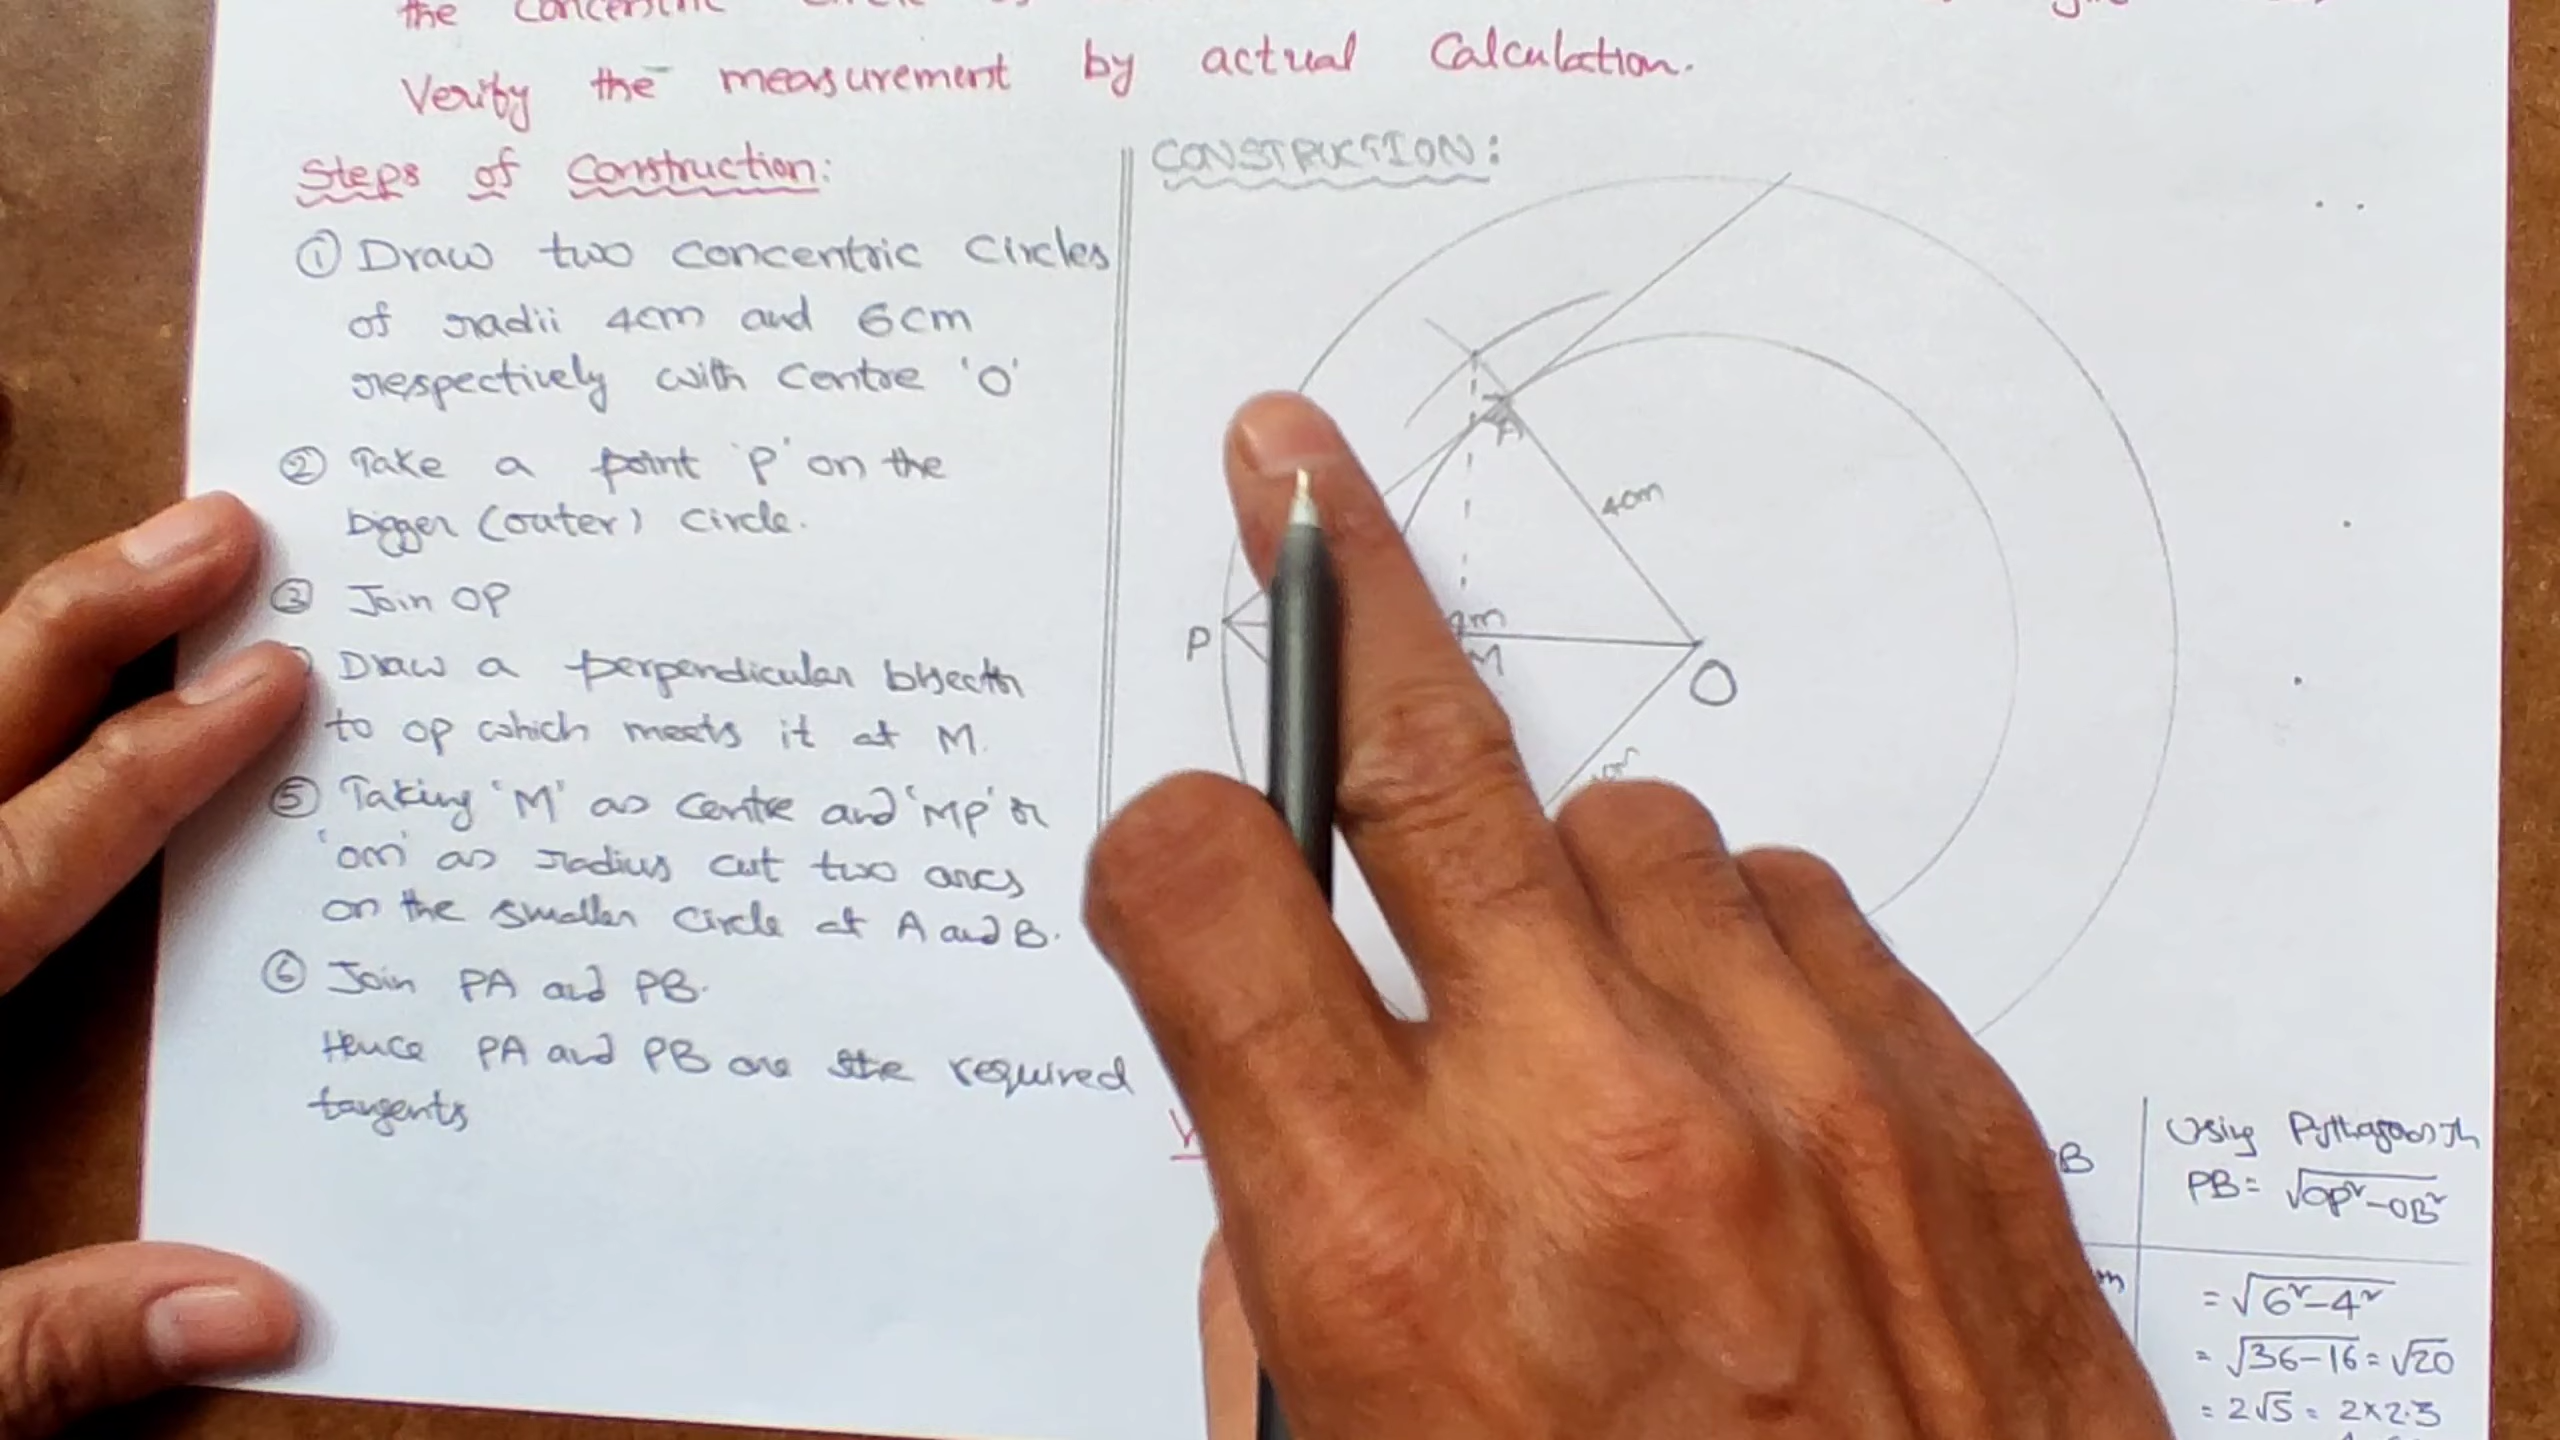 the concentric
Verify the measurement by actual Calculation.
Steps of Construction:
① Draw two concentric Circles
of radii 4cm and 6cm
respectively with Centre 'O'
② Take a point 'P' on the
bigger (outer) Circle.
③ Join OP
Draw a perpendicular bisector
to OP which meets it at M.
⑤ Taking 'M' as Centre and 'MP' or
'OM' as radius cut two arcs
on the smaller Circle at A and B.
⑥ Join PA and PB.
Hence PA and PB are the required
tangents
CONSTRUCTION:
A
4cm
P
M
O
B
Using Pythagoras Th
PB = √OP²-OB²
= √6²-4²
= √36-16 = √20
= 2√5 = 2x2.3